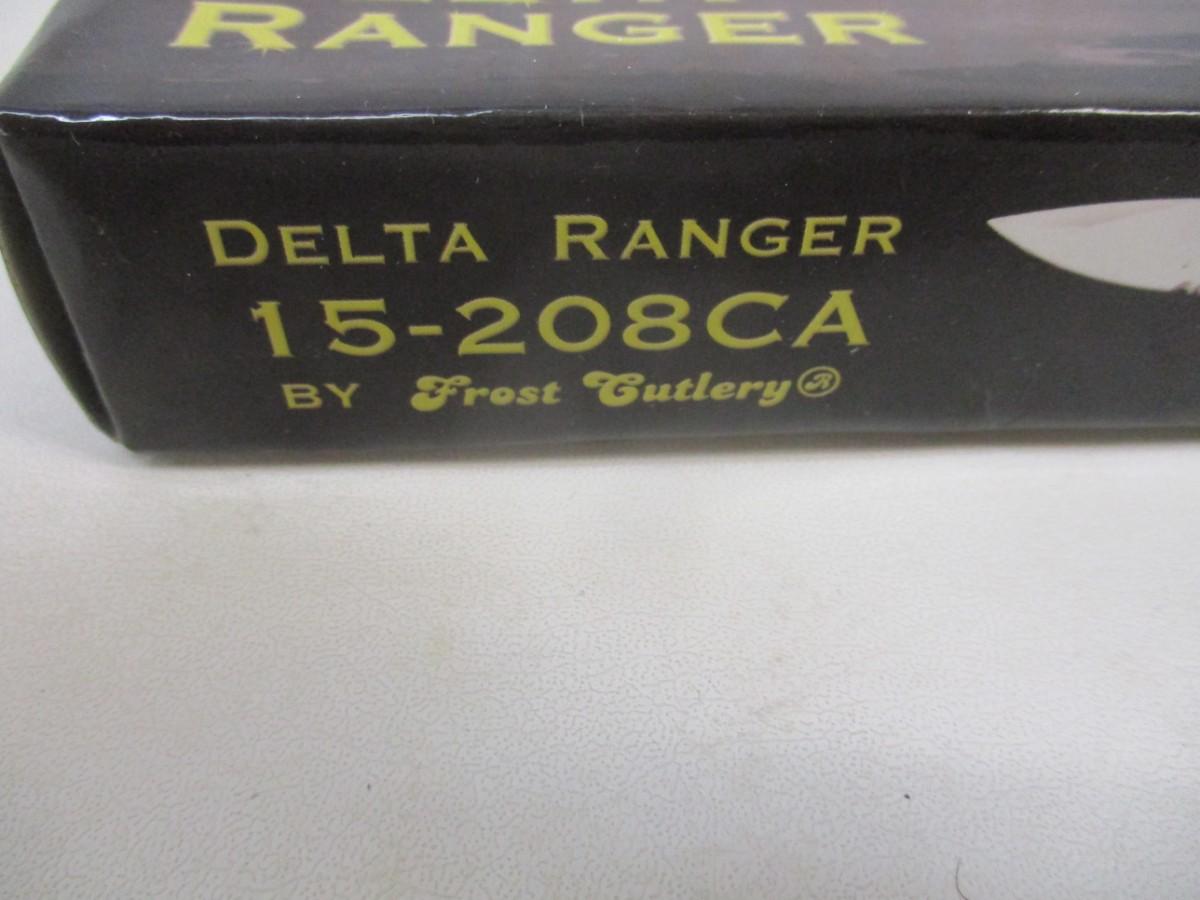 RANGER
DELTA RANGER
15-208CA
BY Frost Cutlery®